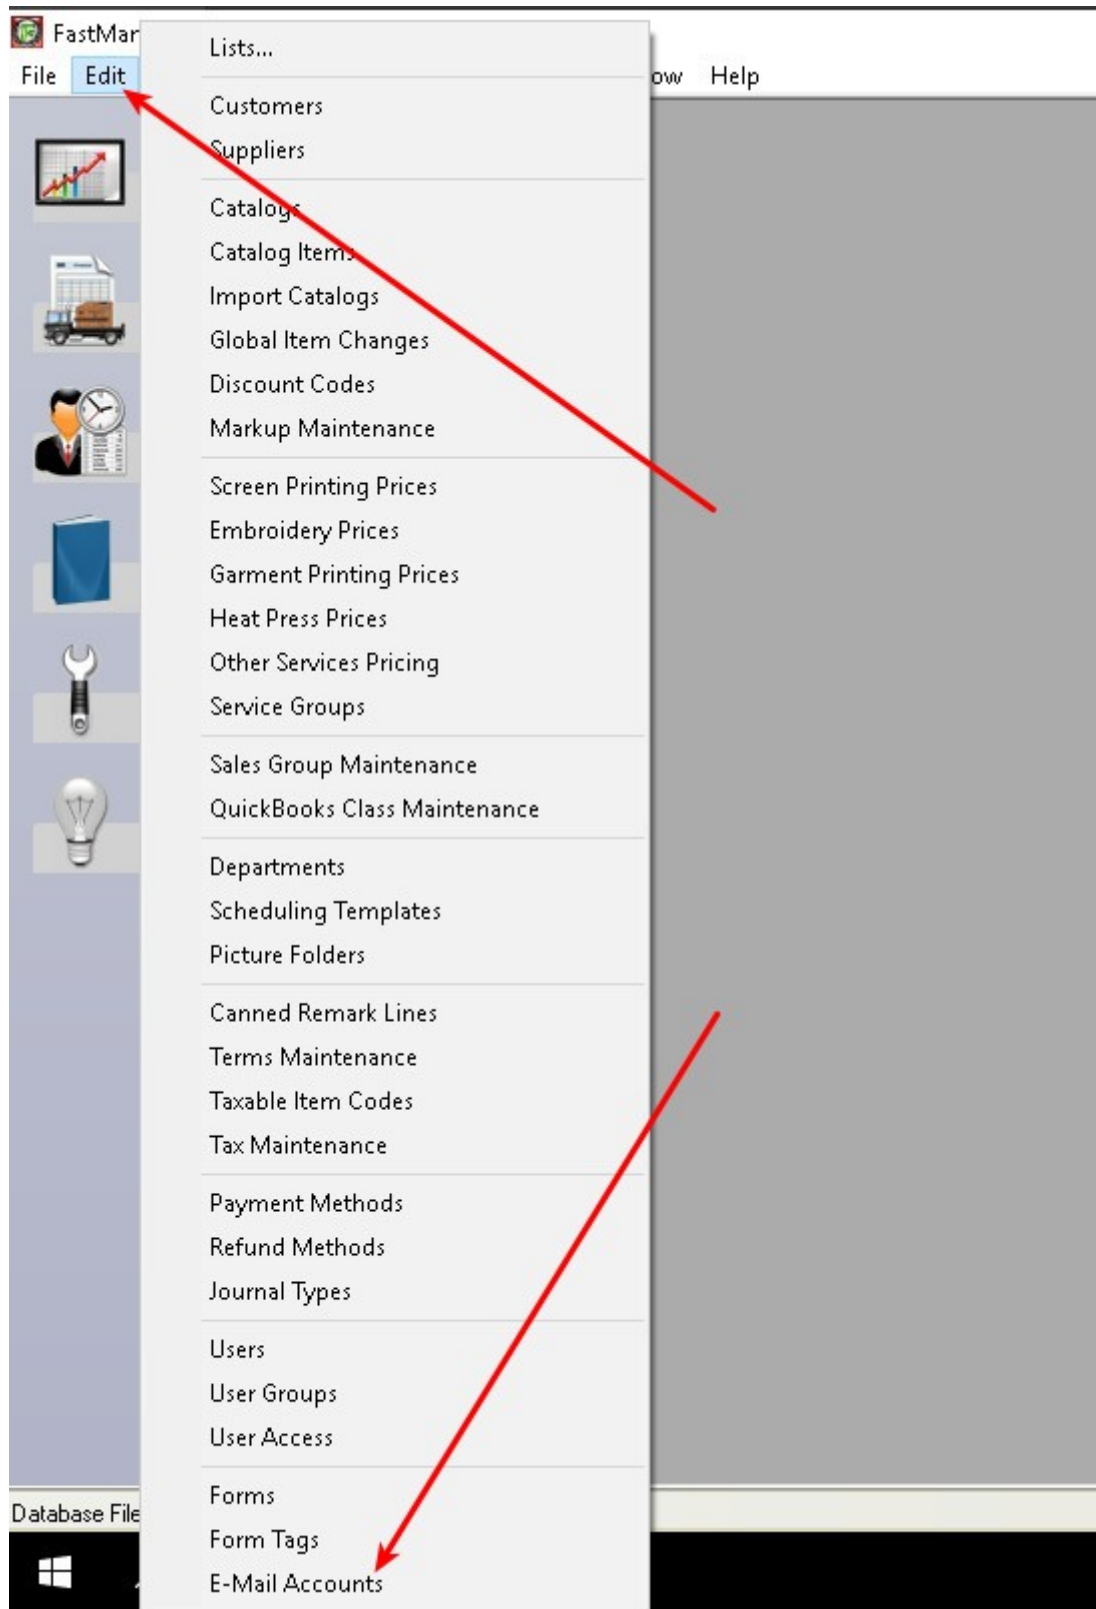 FastMar
File Edit ow Help
Lists...
Customers
Suppliers
Catalogs
Catalog Items
Import Catalogs
Global Item Changes
Discount Codes
Markup Maintenance
Screen Printing Prices
Embroidery Prices
Garment Printing Prices
Heat Press Prices
Other Services Pricing
Service Groups
Sales Group Maintenance
QuickBooks Class Maintenance
Departments
Scheduling Templates
Picture Folders
Canned Remark Lines
Terms Maintenance
Taxable Item Codes
Tax Maintenance
Payment Methods
Refund Methods
Journal Types
Users
User Groups
User Access
Forms
Form Tags
E-Mail Accounts
Database File